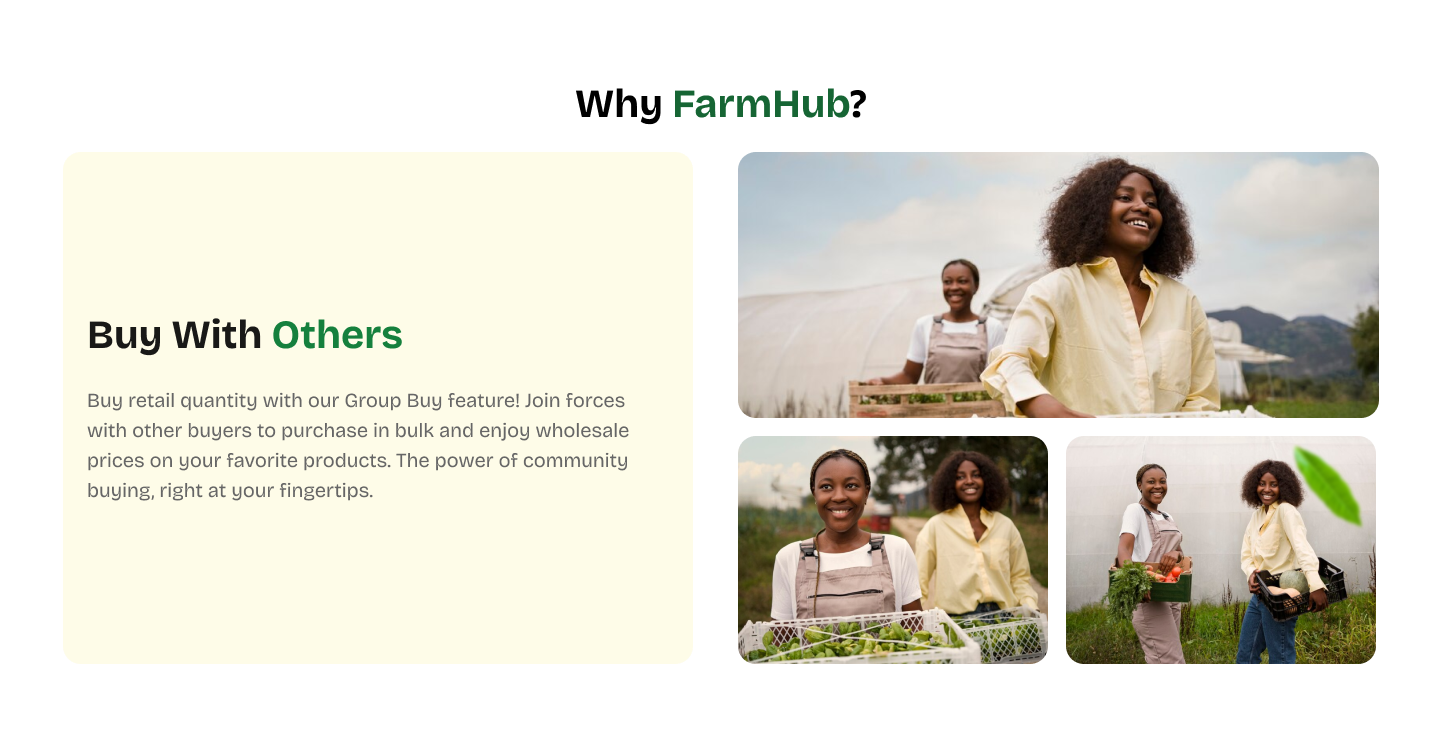 Why FarmHub?
Buy With Others
Buy retail quantity with our Group Buy feature! Join forces
with other buyers to purchase in bulk and enjoy wholesale
prices on your favorite products. The power of community
buying, right at your fingertips.